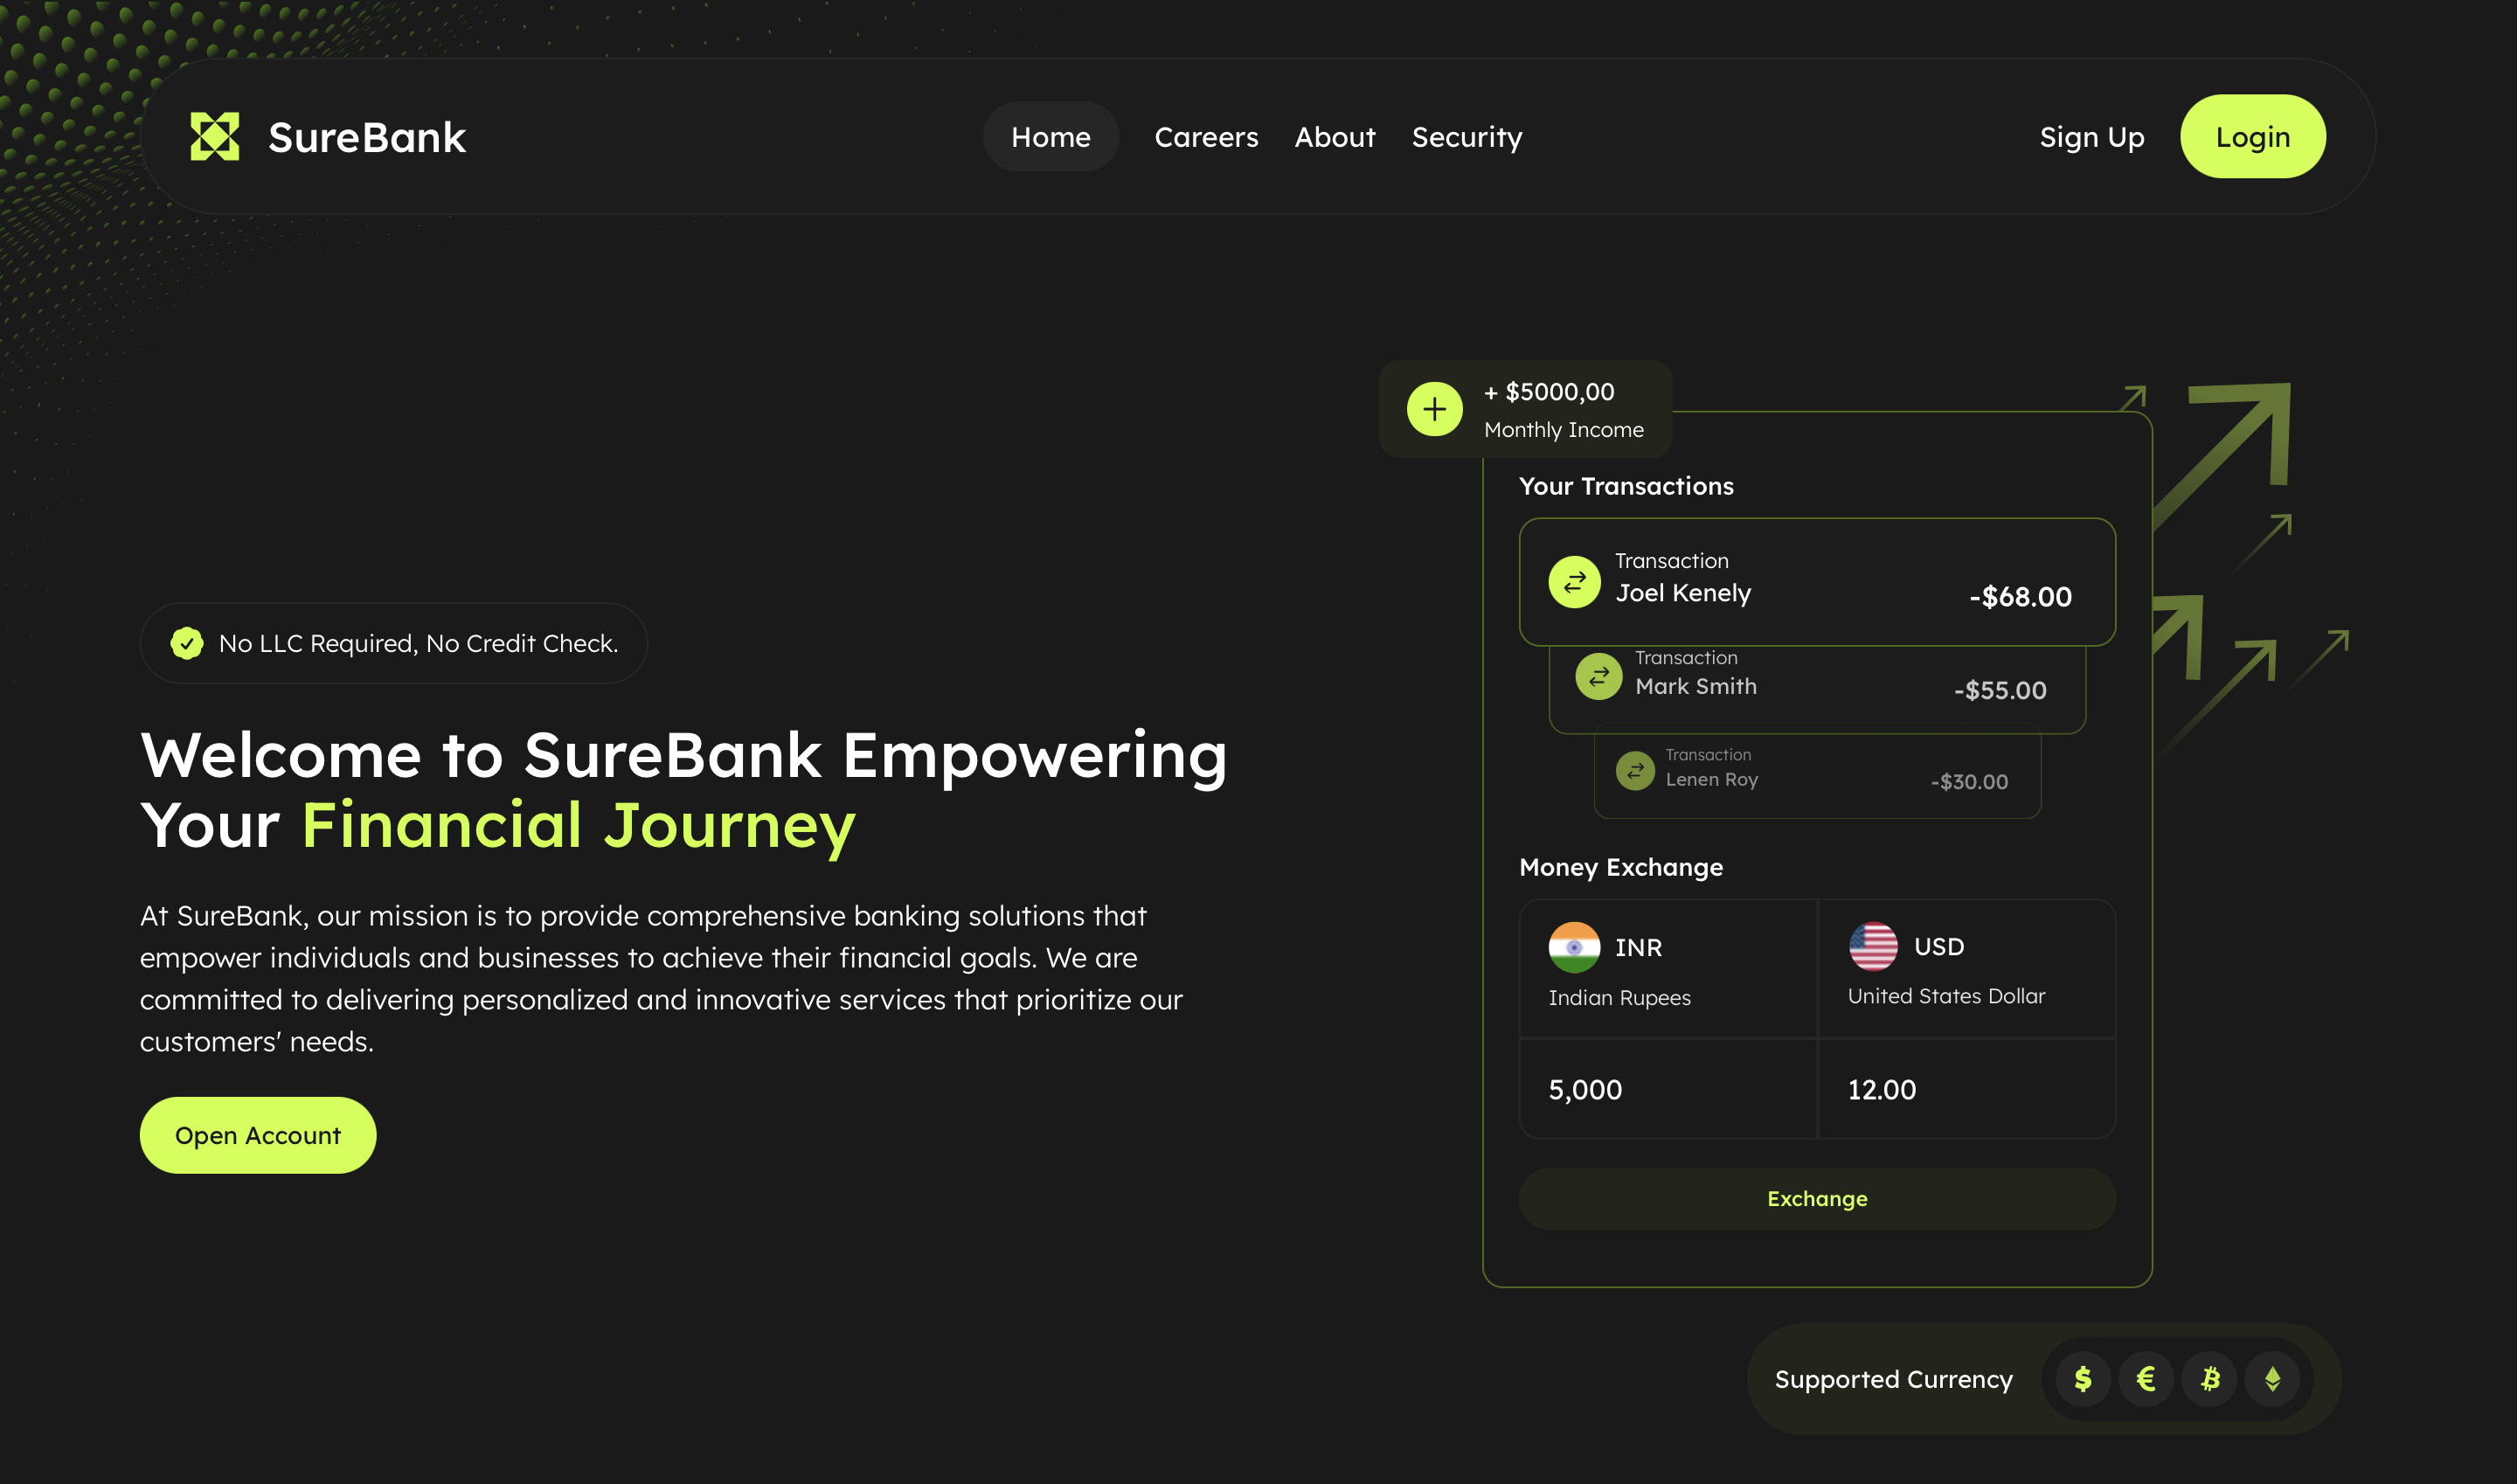 SureBank
Home
Careers
About
Security
Sign Up
Login
No LLC Required, No Credit Check.
Welcome to SureBank Empowering
Your Financial Journey
At SureBank, our mission is to provide comprehensive banking solutions that
empower individuals and businesses to achieve their financial goals. We are
committed to delivering personalized and innovative services that prioritize our
customers' needs.
Open Account
+ $5000,00
Monthly Income
Your Transactions
Transaction
Joel Kenely
-$68.00
Transaction
Mark Smith
-$55.00
Transaction
Lenen Roy
-$30.00
Money Exchange
INR
Indian Rupees
USD
United States Dollar
5,000
12.00
Exchange
Supported Currency
$ € ₿